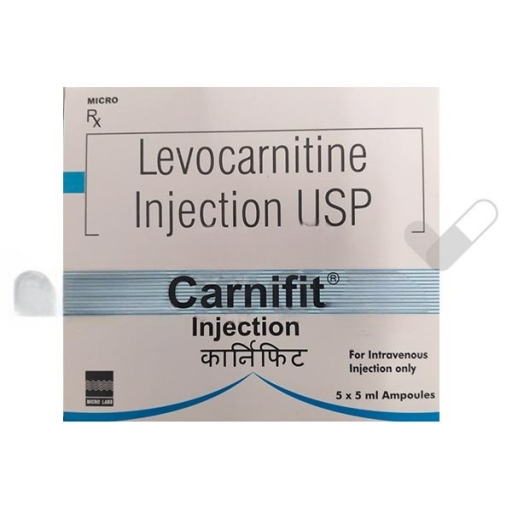 MICRO
Rx
Levocarnitine
Injection USP
Carnifit®
Injection
कार्निफिट
For Intravenous
Injection only
5 x 5 ml Ampoules
MICRO LABS